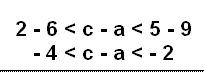 2 - 6 < c - a < 5 - 9
- 4 < c - a < - 2